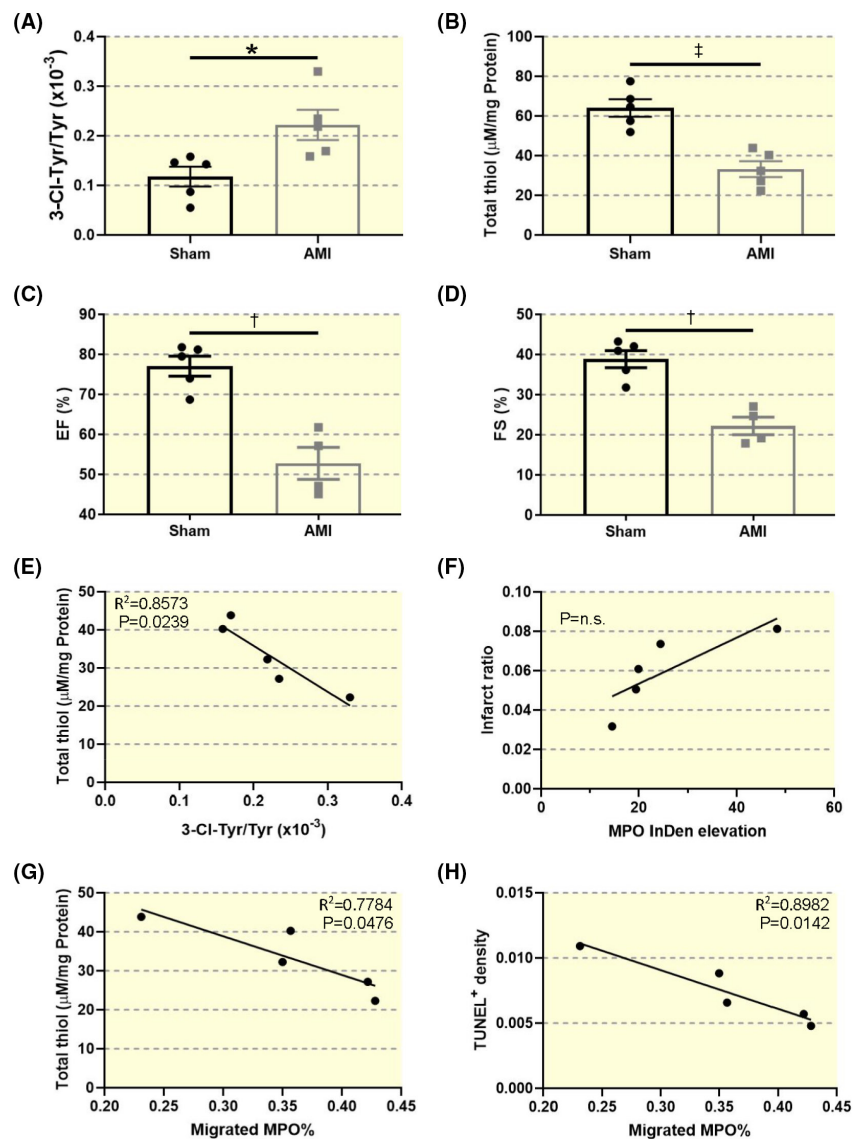 (A)
3-Cl-Tyr/Tyr (x10⁻³)
0.4
0.3
0.2
0.1
0.0
*
Sham
AMI
(B)
Total thiol (µM/mg Protein)
100
80
60
40
20
0
‡
Sham
AMI
(C)
EF (%)
90
80
70
60
50
40
†
Sham
AMI
(D)
FS (%)
50
40
30
20
10
0
†
Sham
AMI
(E)
Total thiol (µM/mg Protein)
50
40
30
20
10
0
R²=0.8573
P=0.0239
0.0 0.1 0.2 0.3 0.4
3-Cl-Tyr/Tyr (x10⁻³)
(F)
Infarct ratio
0.10
0.08
0.06
0.04
0.02
0.00
P=n.s.
0 20 40 60
MPO InDen elevation
(G)
Total thiol (µM/mg Protein)
50
40
30
20
10
0
R²=0.7784
P=0.0476
0.20 0.25 0.30 0.35 0.40 0.45
Migrated MPO%
(H)
TUNEL⁺ density
0.015
0.010
0.005
0.000
R²=0.8982
P=0.0142
0.20 0.25 0.30 0.35 0.40 0.45
Migrated MPO%